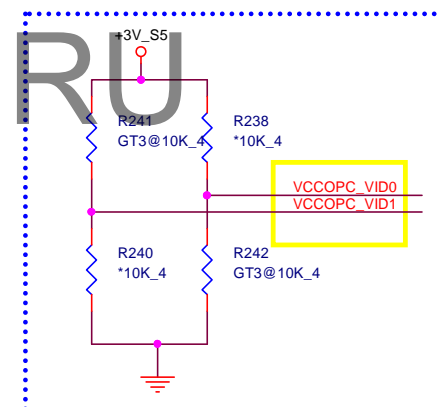 RU
+3V_S5
R241
GT3@10K_4
R238
*10K_4
VCCOPC_VID0
VCCOPC_VID1
R240
*10K_4
R242
GT3@10K_4